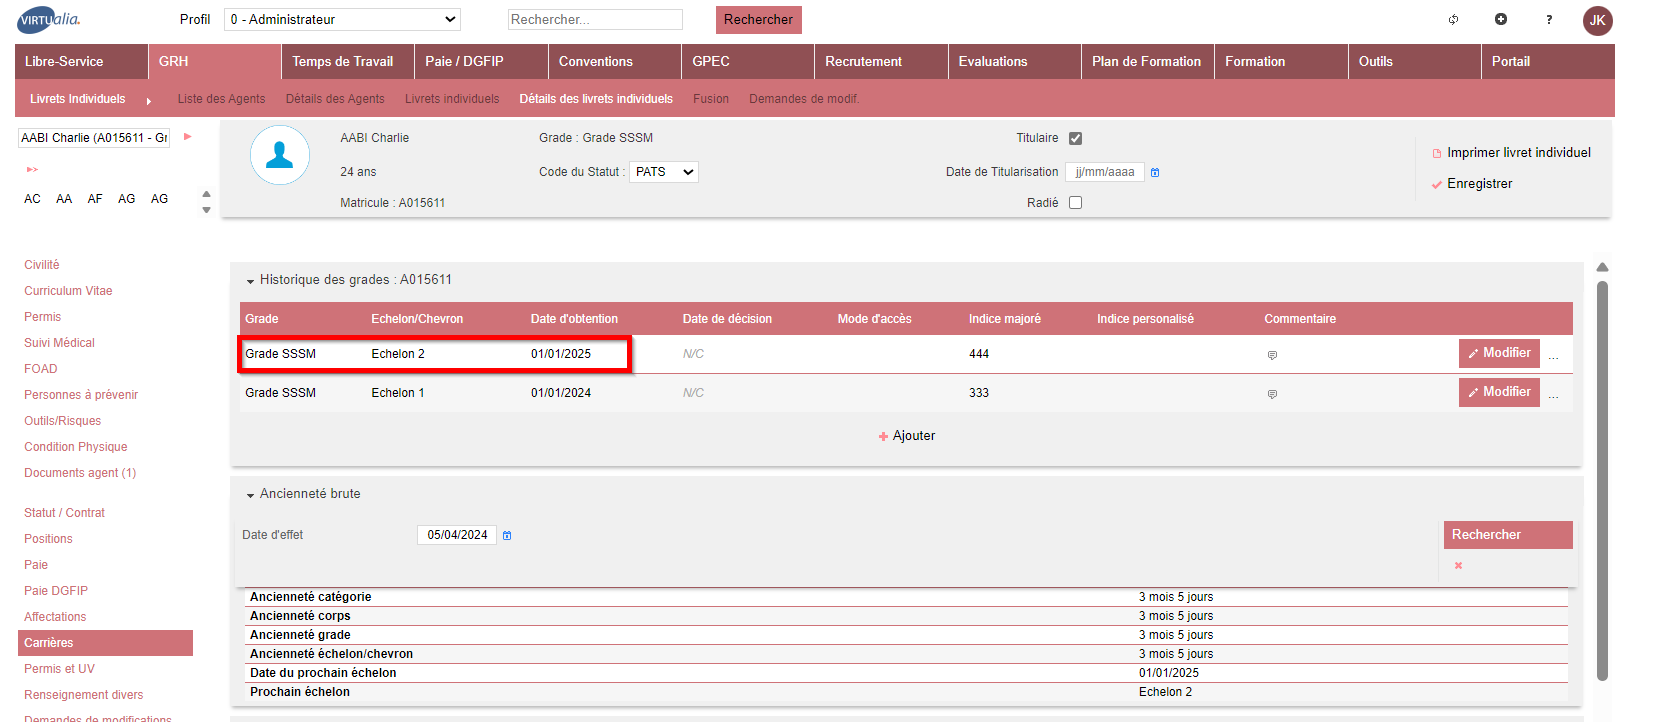 VIRTUalia.
Profil 0 - Administrateur Rechercher... Rechercher ? JK
Libre-Service GRH Temps de Travail Paie / DGFIP Conventions GPEC Recrutement Evaluations Plan de Formation Formation Outils Portail
Livrets Individuels Liste des Agents Détails des Agents Livrets individuels Détails des livrets individuels Fusion Demandes de modif.
AABI Charlie (A015611 - Gr
AC AA AF AG AG
AABI Charlie Grade : Grade SSSM Titulaire
24 ans Code du Statut : PATS Date de Titularisation jj/mm/aaaa
Matricule : A015611 Radié
Imprimer livret individuel
Enregistrer
Civilité
Curriculum Vitae
Permis
Suivi Médical
FOAD
Personnes à prévenir
Outils/Risques
Condition Physique
Documents agent (1)
Statut / Contrat
Positions
Paie
Paie DGFIP
Affectations
Carrières
Permis et UV
Renseignement divers
Demandes de modifications
Historique des grades : A015611
Grade Echelon/Chevron Date d'obtention Date de décision Mode d'accès Indice majoré Indice personalisé Commentaire
Grade SSSM Echelon 2 01/01/2025 N/C 444 Modifier ...
Grade SSSM Echelon 1 01/01/2024 N/C 333 Modifier ...
Ajouter
Ancienneté brute
Date d'effet 05/04/2024 Rechercher
Ancienneté catégorie 3 mois 5 jours
Ancienneté corps 3 mois 5 jours
Ancienneté grade 3 mois 5 jours
Ancienneté échelon/chevron 3 mois 5 jours
Date du prochain échelon 01/01/2025
Prochain échelon Echelon 2